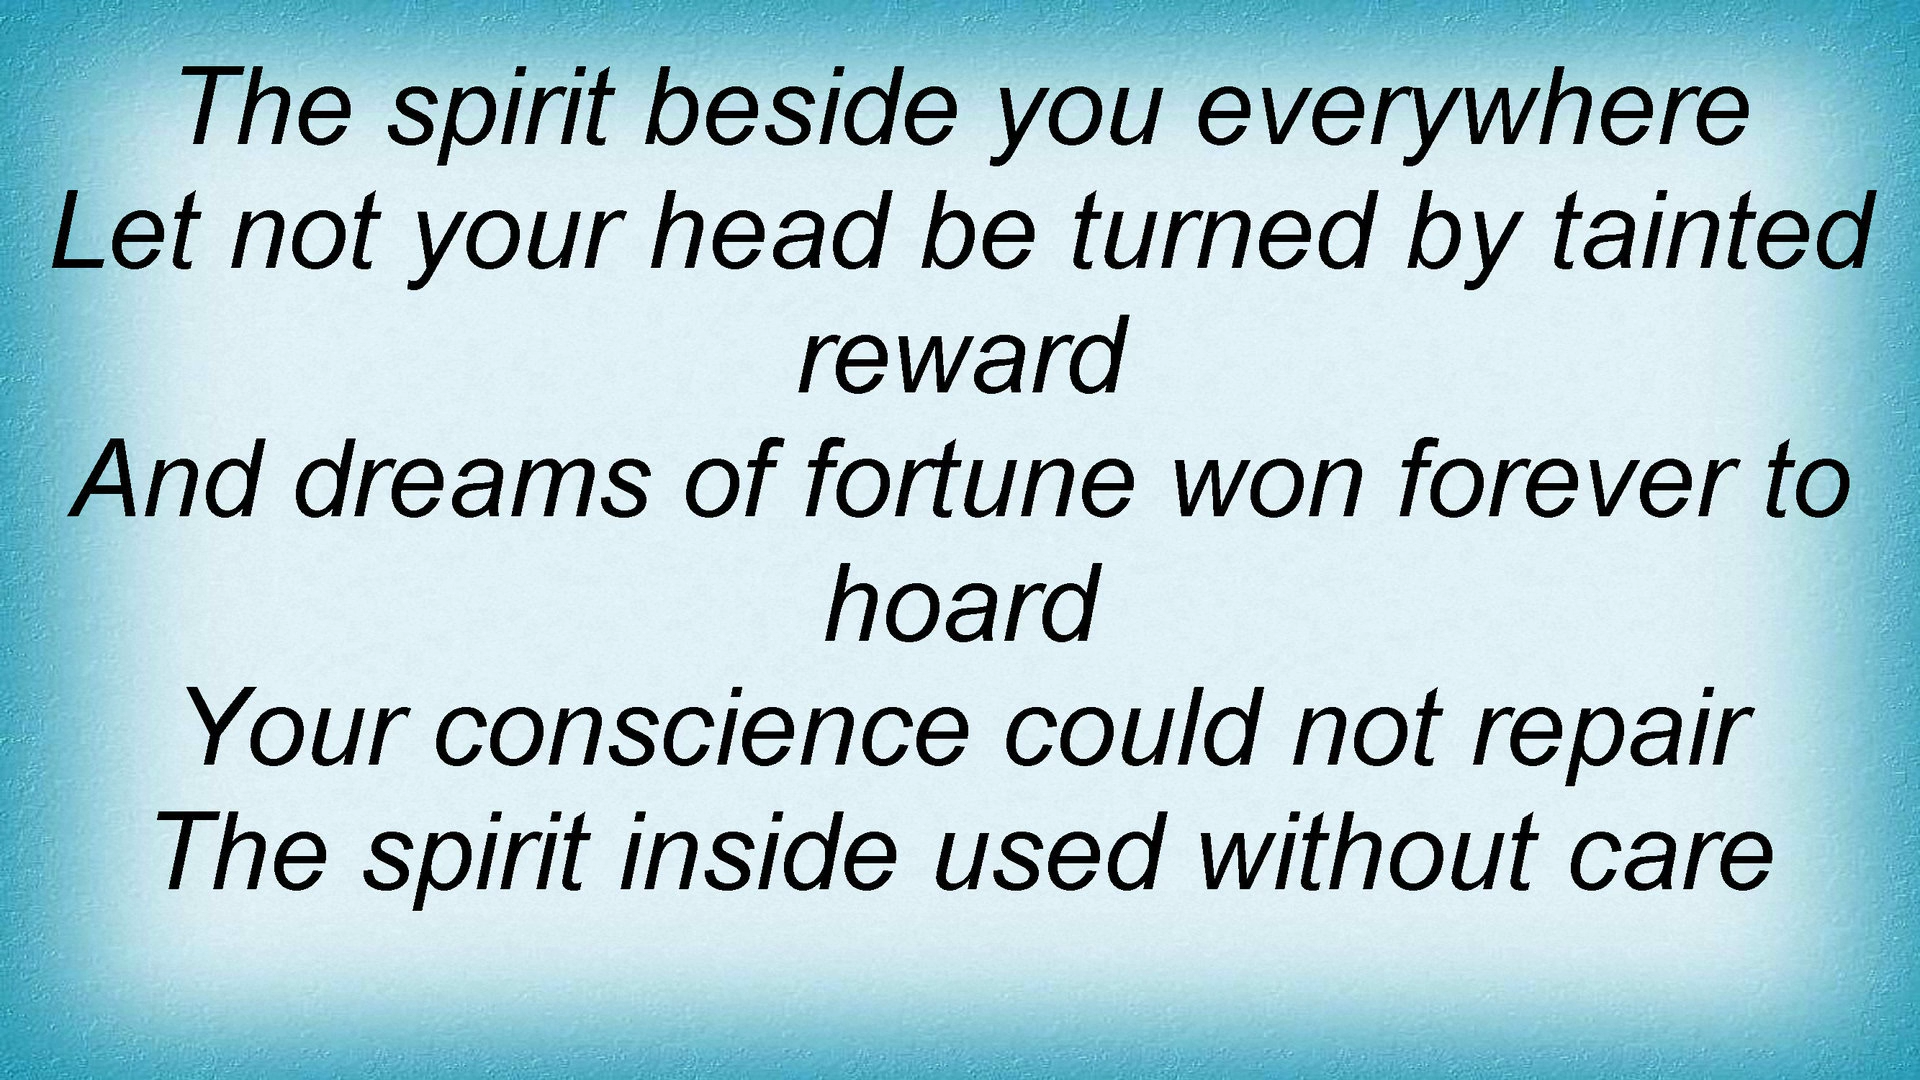 The spirit beside you everywhere
Let not your head be turned by tainted
reward
And dreams of fortune won forever to
hoard
Your conscience could not repair
The spirit inside used without care